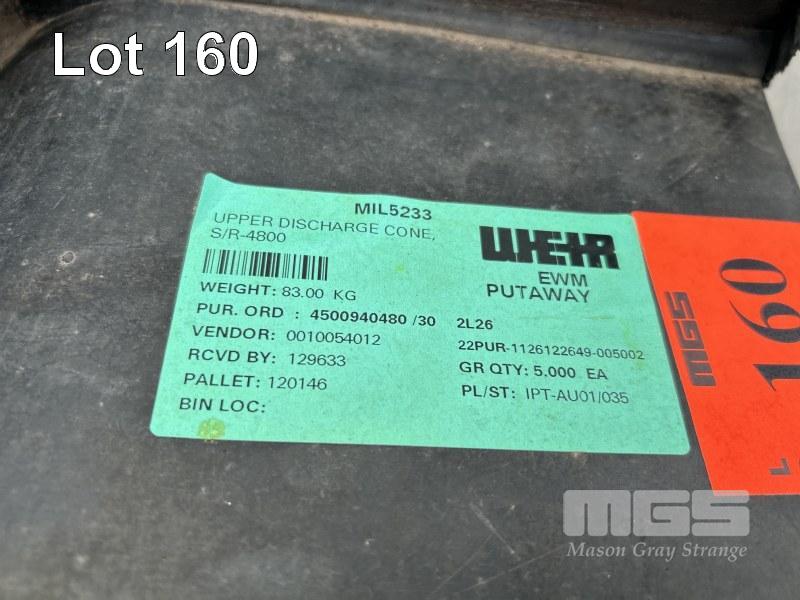 Lot 160
MIL5233
UPPER DISCHARGE CONE,
S/R-4800
WEIR
EWM
PUTAWAY
WEIGHT: 83.00 KG
PUR. ORD : 4500940480 /30 2L26
VENDOR: 0010054012
22PUR-1126122649-005002
RCVD BY: 129633
GR QTY: 5.000 EA
PALLET: 120146
PL/ST: IPT-AU01/035
BIN LOC:
MGS
160
L
MGS
Mason Gray Strange